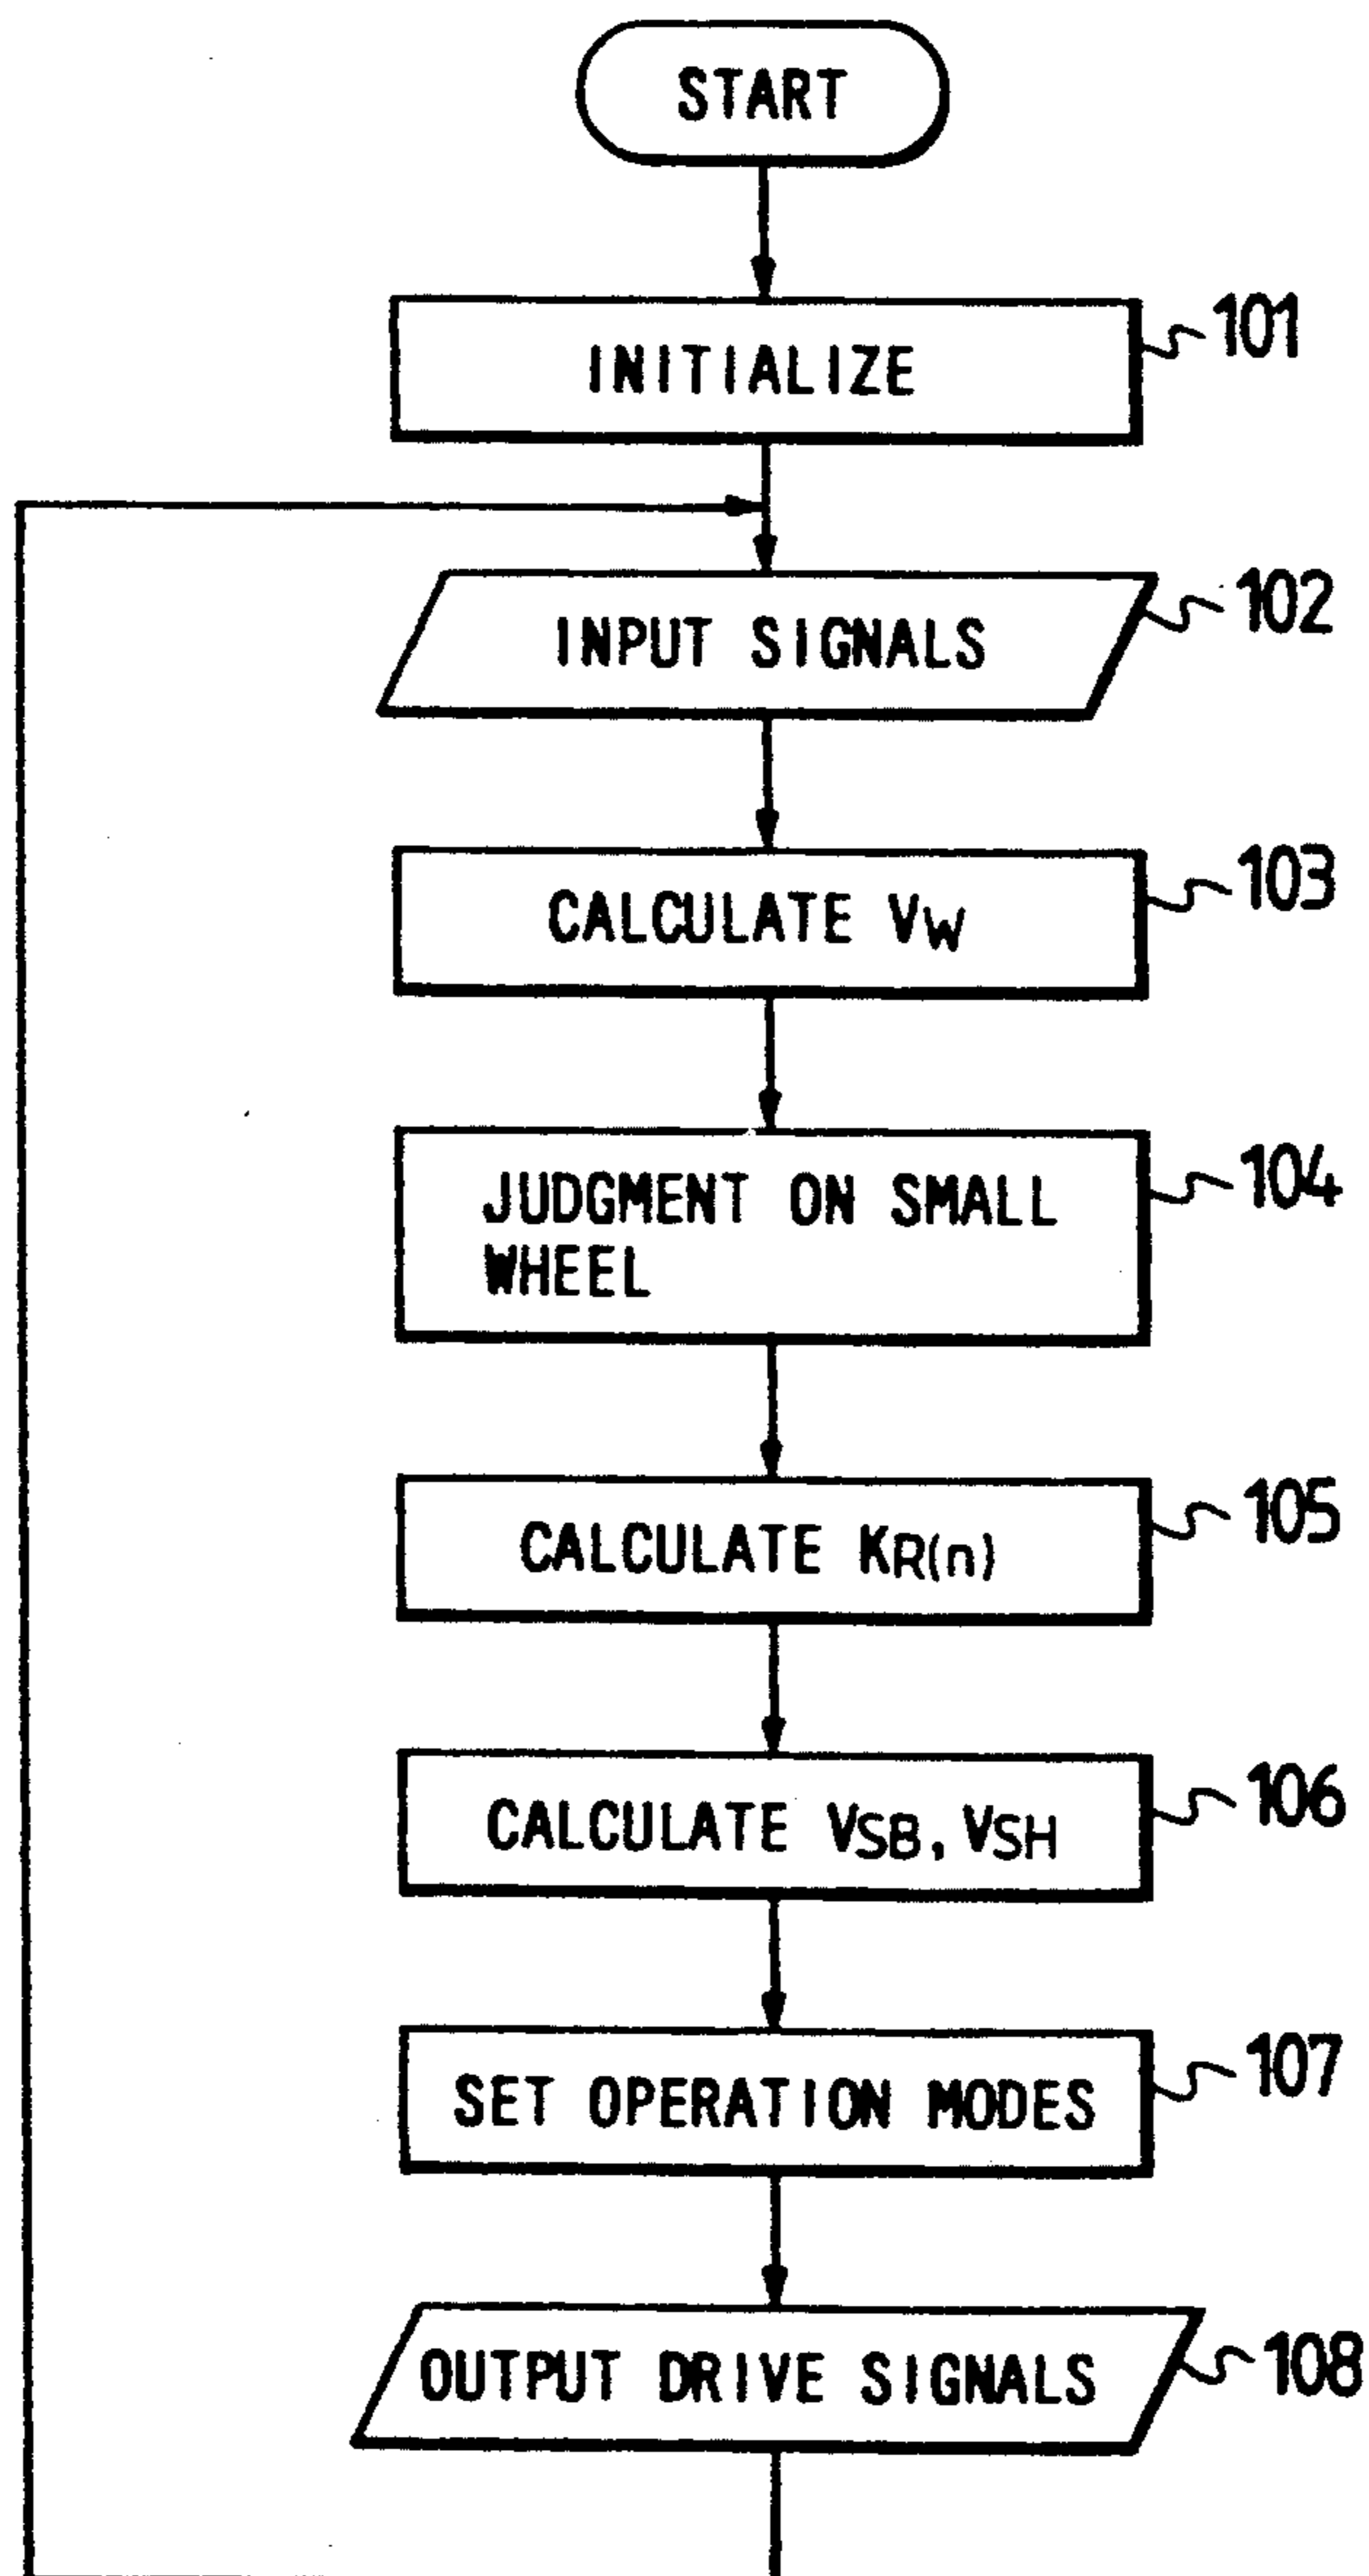 START
INITIALIZE
101
INPUT SIGNALS
102
CALCULATE VW
103
JUDGMENT ON SMALL
WHEEL
104
CALCULATE KR(n)
105
CALCULATE VSB, VSH
106
SET OPERATION MODES
107
OUTPUT DRIVE SIGNALS
108